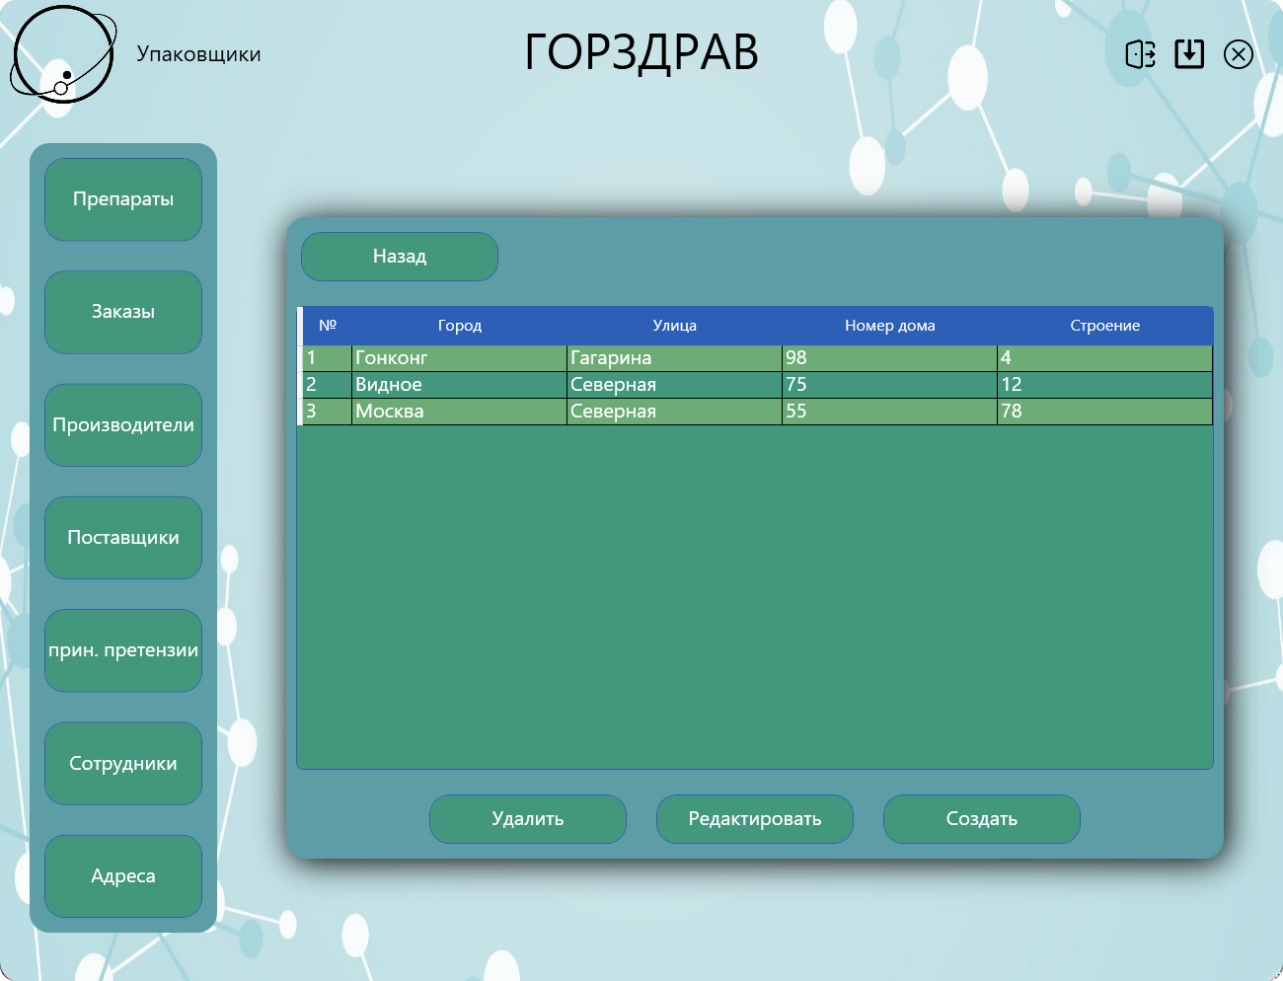 Упаковщики
ГОРЗДРАВ
Препараты
Заказы
Производители
Поставщики
прин. претензии
Сотрудники
Адреса
Назад
№ Город Улица Номер дома Строение
1 Гонконг Гагарина 98 4
2 Видное Северная 75 12
3 Москва Северная 55 78
Удалить Редактировать Создать